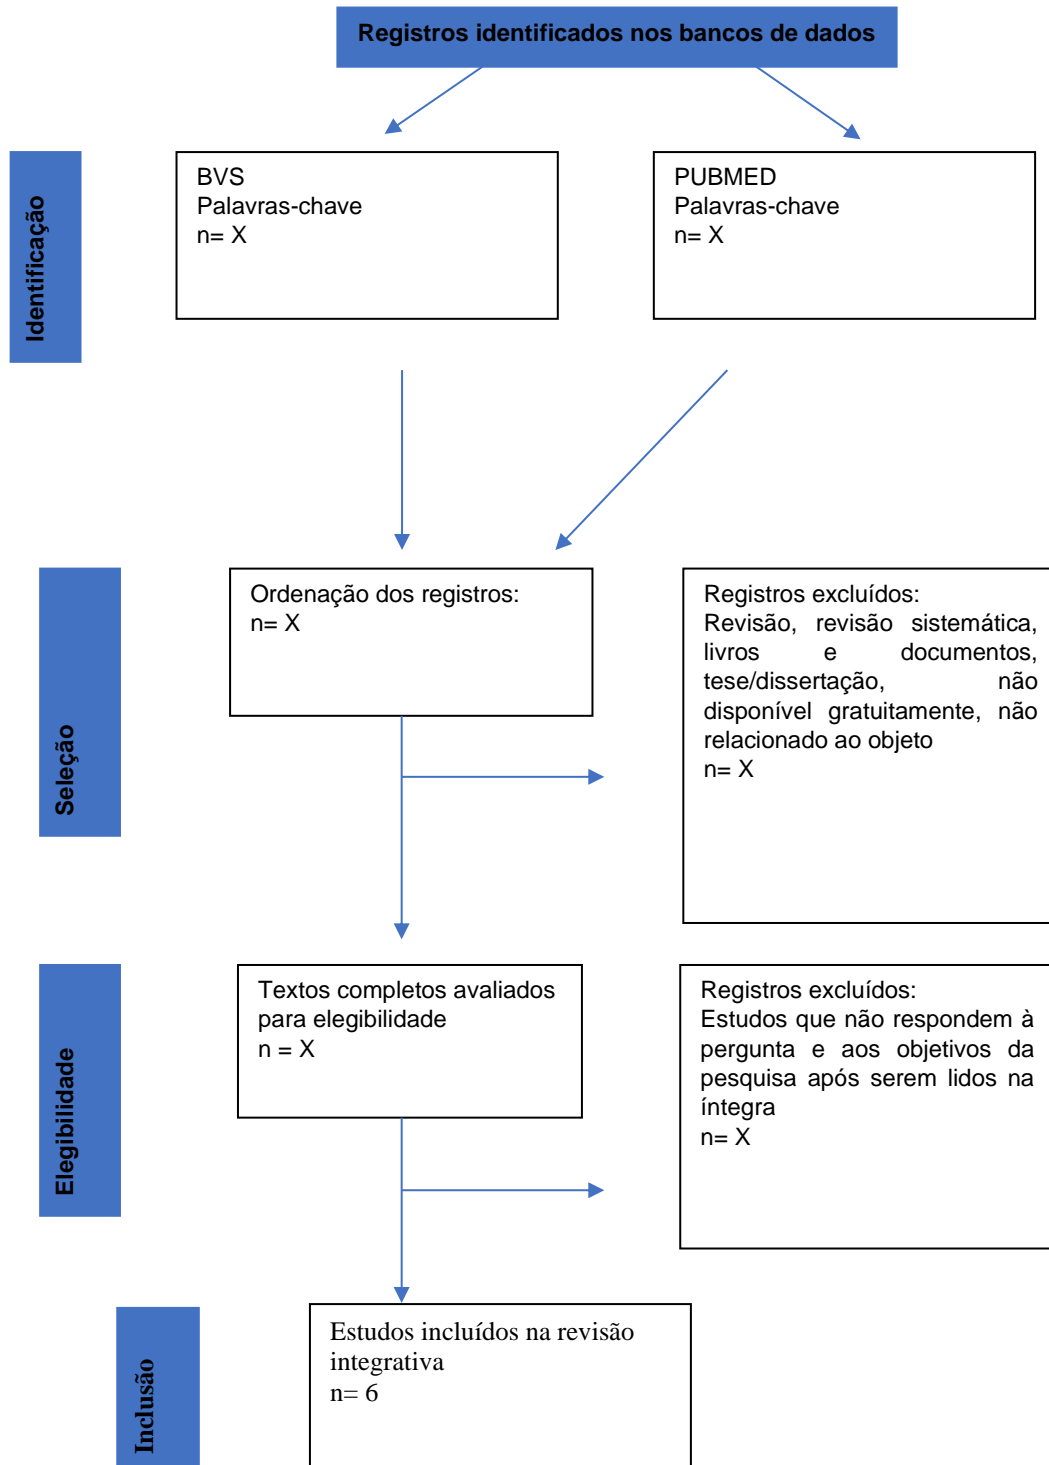 Registros identificados nos bancos de dados
Identificação
BVS
Palavras-chave
n= X
PUBMED
Palavras-chave
n= X
Seleção
Ordenação dos registros:
n= X
Registros excluídos:
Revisão, revisão sistemática,
livros e documentos,
tese/dissertação, não
disponível gratuitamente, não
relacionado ao objeto
n= X
Elegibilidade
Textos completos avaliados
para elegibilidade
n = X
Registros excluídos:
Estudos que não respondem à
pergunta e aos objetivos da
pesquisa após serem lidos na
íntegra
n= X
Inclusão
Estudos incluídos na revisão
integrativa
n= 6